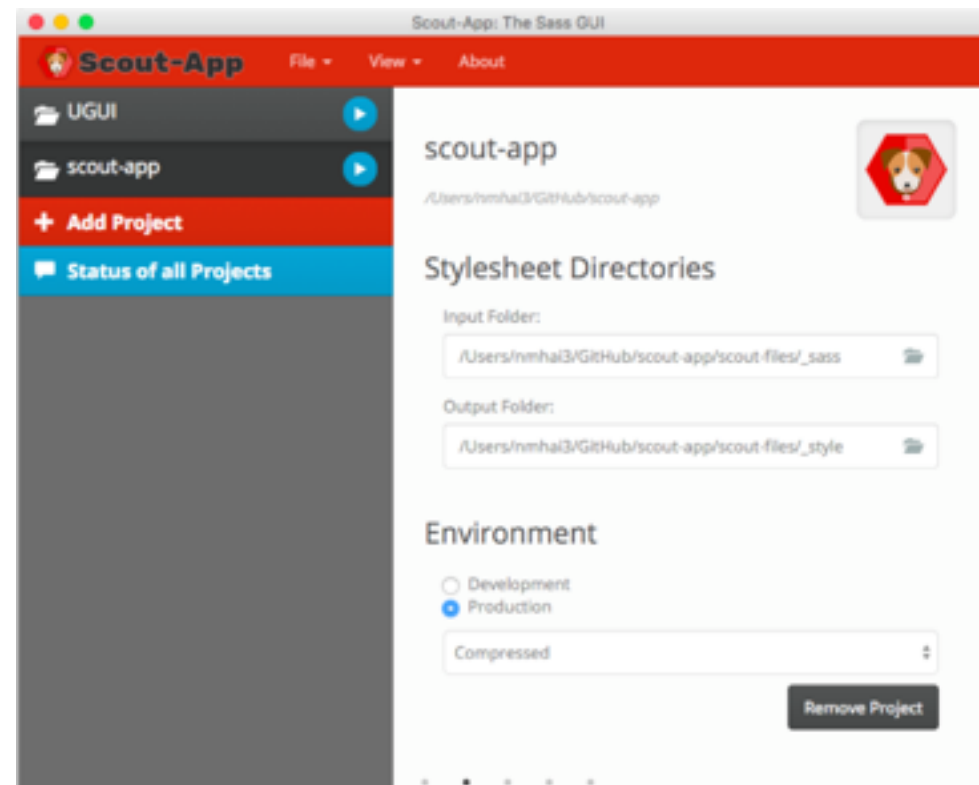 Scout-App: The Sass GUI
Scout-App File View About
UGUI
scout-app
Add Project
Status of all Projects
scout-app
/Users/nmhai3/GitHub/scout-app
Stylesheet Directories
Input Folder:
/Users/nmhai3/GitHub/scout-app/scout-files/_sass
Output Folder:
/Users/nmhai3/GitHub/scout-app/scout-files/_style
Environment
Development
Production
Compressed
Remove Project